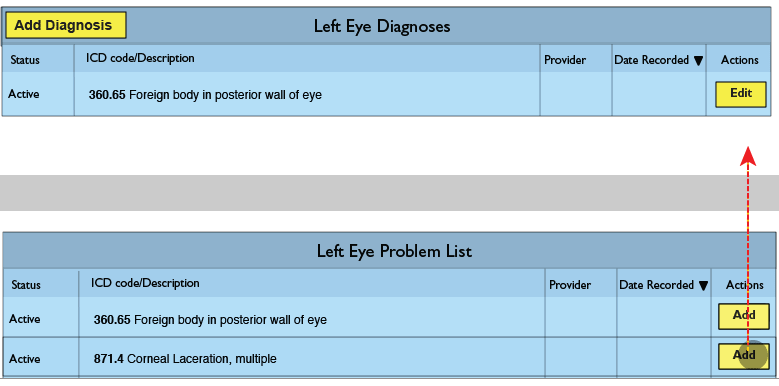 Add Diagnosis Left Eye Diagnoses
Status ICD code/Description Provider Date Recorded ▼ Actions
Active 360.65 Foreign body in posterior wall of eye Edit
Left Eye Problem List
Status ICD code/Description Provider Date Recorded ▼ Actions
Active 360.65 Foreign body in posterior wall of eye Add
Active 871.4 Corneal Laceration, multiple Add